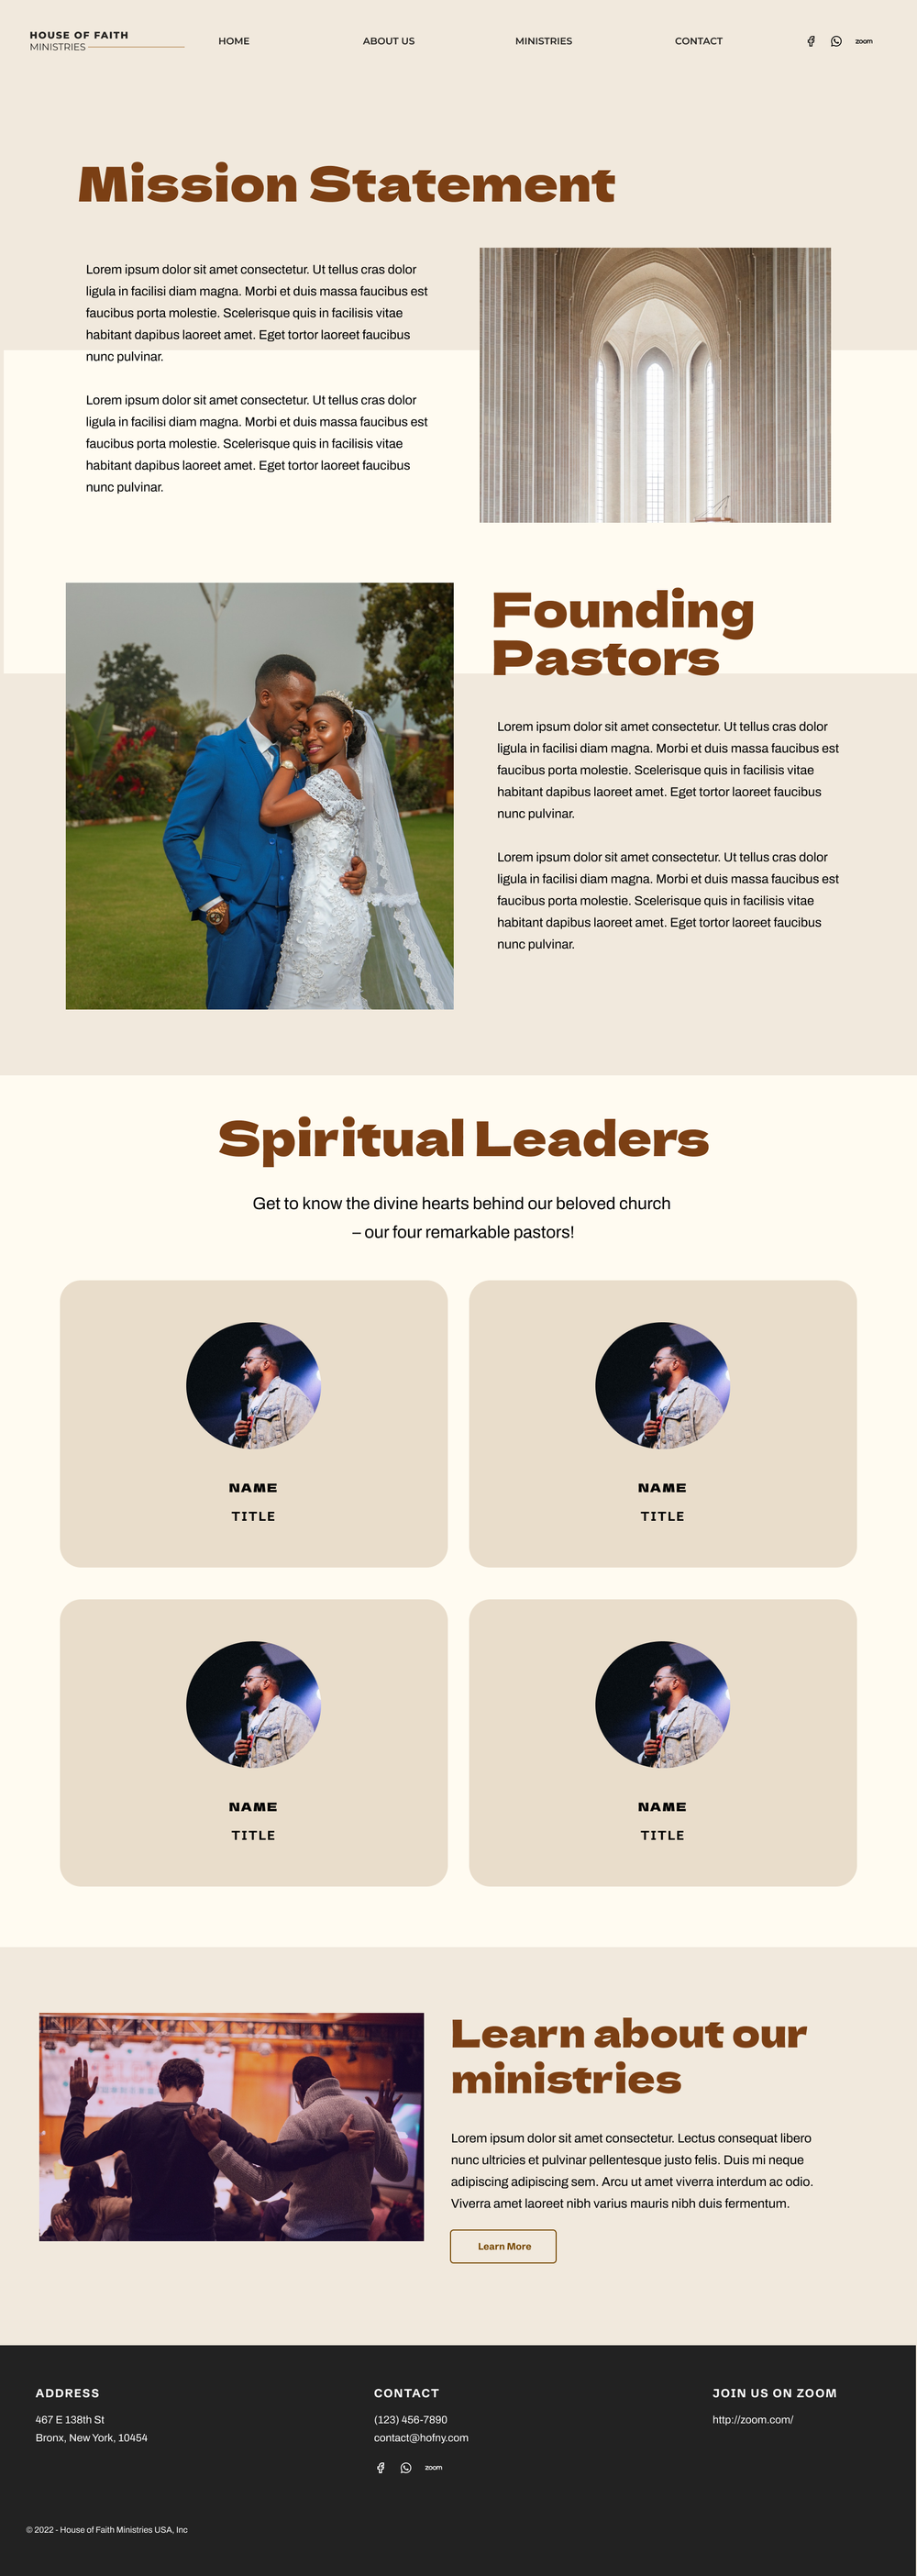 HOUSE OF FAITH
MINISTRIES
HOME
ABOUT US
MINISTRIES
CONTACT
zoom
Mission Statement
Lorem ipsum dolor sit amet consectetur. Ut tellus cras dolor
ligula in facilisi diam magna. Morbi et duis massa faucibus est
faucibus porta molestie. Scelerisque quis in facilisis vitae
habitant dapibus laoreet amet. Eget tortor laoreet faucibus
nunc pulvinar.
Lorem ipsum dolor sit amet consectetur. Ut tellus cras dolor
ligula in facilisi diam magna. Morbi et duis massa faucibus est
faucibus porta molestie. Scelerisque quis in facilisis vitae
habitant dapibus laoreet amet. Eget tortor laoreet faucibus
nunc pulvinar.
Founding
Pastors
Lorem ipsum dolor sit amet consectetur. Ut tellus cras dolor
ligula in facilisi diam magna. Morbi et duis massa faucibus est
faucibus porta molestie. Scelerisque quis in facilisis vitae
habitant dapibus laoreet amet. Eget tortor laoreet faucibus
nunc pulvinar.
Lorem ipsum dolor sit amet consectetur. Ut tellus cras dolor
ligula in facilisi diam magna. Morbi et duis massa faucibus est
faucibus porta molestie. Scelerisque quis in facilisis vitae
habitant dapibus laoreet amet. Eget tortor laoreet faucibus
nunc pulvinar.
Spiritual Leaders
Get to know the divine hearts behind our beloved church
– our four remarkable pastors!
NAME
TITLE
NAME
TITLE
NAME
TITLE
NAME
TITLE
Learn about our
ministries
Lorem ipsum dolor sit amet consectetur. Lectus consequat libero
nunc ultricies et pulvinar pellentesque justo felis. Duis mi neque
adipiscing adipiscing sem. Arcu ut amet viverra interdum ac odio.
Viverra amet laoreet nibh varius mauris nibh duis fermentum.
Learn More
ADDRESS
467 E 138th St
Bronx, New York, 10454
CONTACT
(123) 456-7890
contact@hofny.com
zoom
JOIN US ON ZOOM
http://zoom.com/
© 2022 - House of Faith Ministries USA, Inc